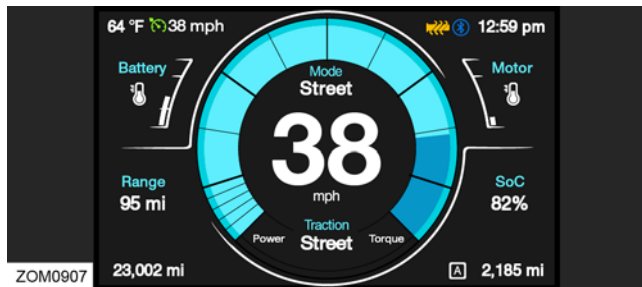 64 °F 38 mph 12:59 pm
Battery Mode Motor
Street
38
mph
Range SoC
95 mi 82%
Traction
Power Street Torque
ZOM0907 23,002 mi A 2,185 mi